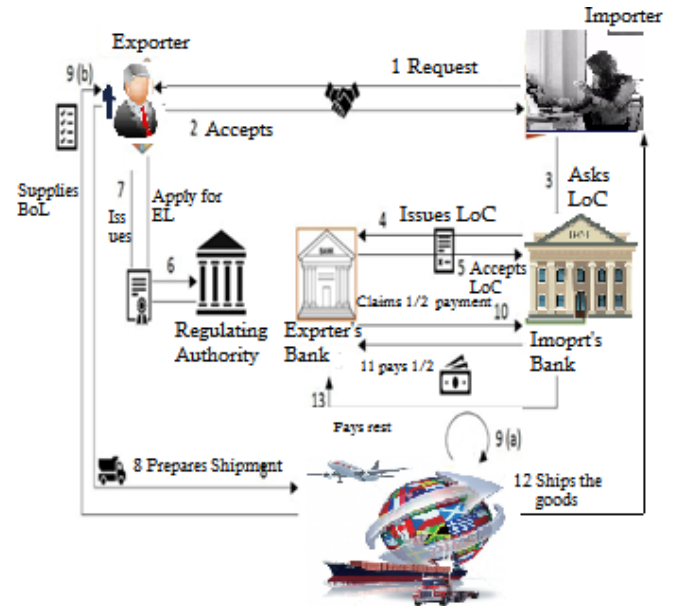 Importer
Exporter
9 (b)
1 Request
2 Accepts
3
Asks
LoC
7
Apply for
EL
Iss
ues
Supplies
BoL
4
Issues LoC
BANK
6
5 Accepts
LoC
Claims 1/2 payment
10
Regulating
Authority
Exprter's
Bank
Imoprt's
Bank
11 pays 1/2
13
Pays rest
9 (a)
8 Prepares Shipment
12 Ships the
goods